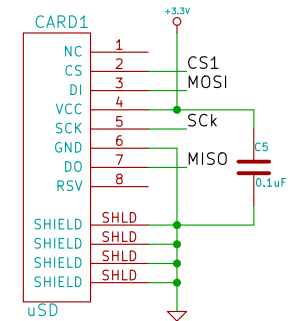 +3.3V
CARD1
NC 1
CS 2 CS1
DI 3 MOSI
VCC 4
SCK 5 SCk
GND 6 C5
DO 7 MISO
RSV 8 0.1uF
SHIELD SHLD
SHIELD SHLD
SHIELD SHLD
SHIELD SHLD
uSD